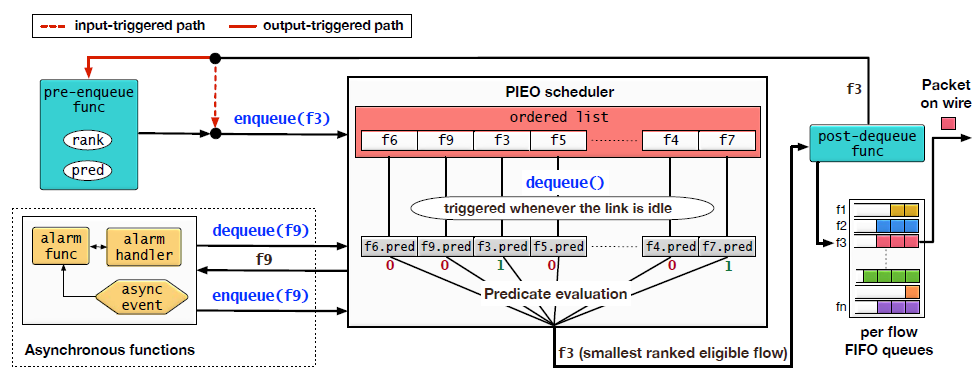 input-triggered path
output-triggered path
pre-enqueue
func
rank
pred
enqueue(f3)
PIEO scheduler
ordered list
f6 f9 f3 f5 f4 f7
dequeue()
triggered whenever the link is idle
f6.pred f9.pred f3.pred f5.pred f4.pred f7.pred
0 0 1 0 0 1
Predicate evaluation
f3 (smallest ranked eligible flow)
alarm
func
alarm
handler
async
event
Asynchronous functions
dequeue(f9)
f9
enqueue(f9)
f3
post-dequeue
func
Packet
on wire
f1
f2
f3
fn
per flow
FIFO queues